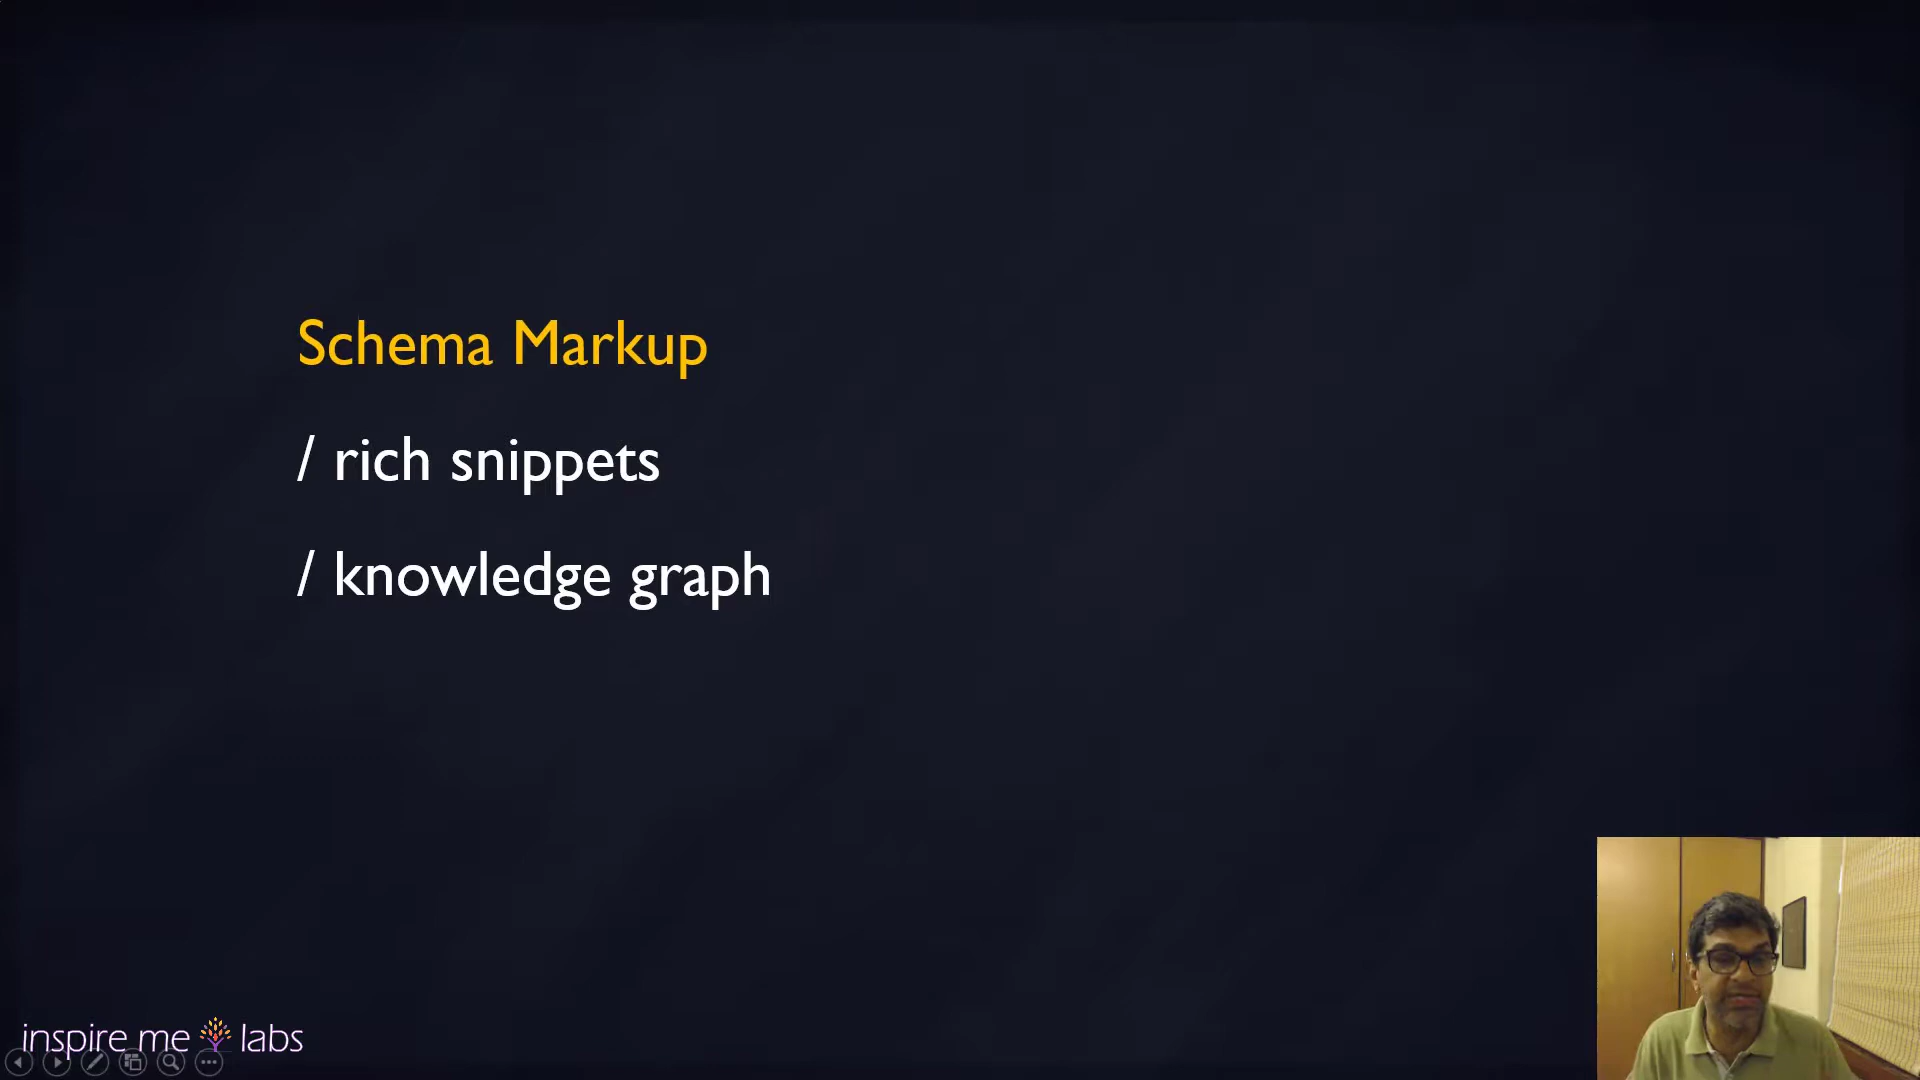 Schema Markup
/ rich snippets
/ knowledge graph
inspire me labs